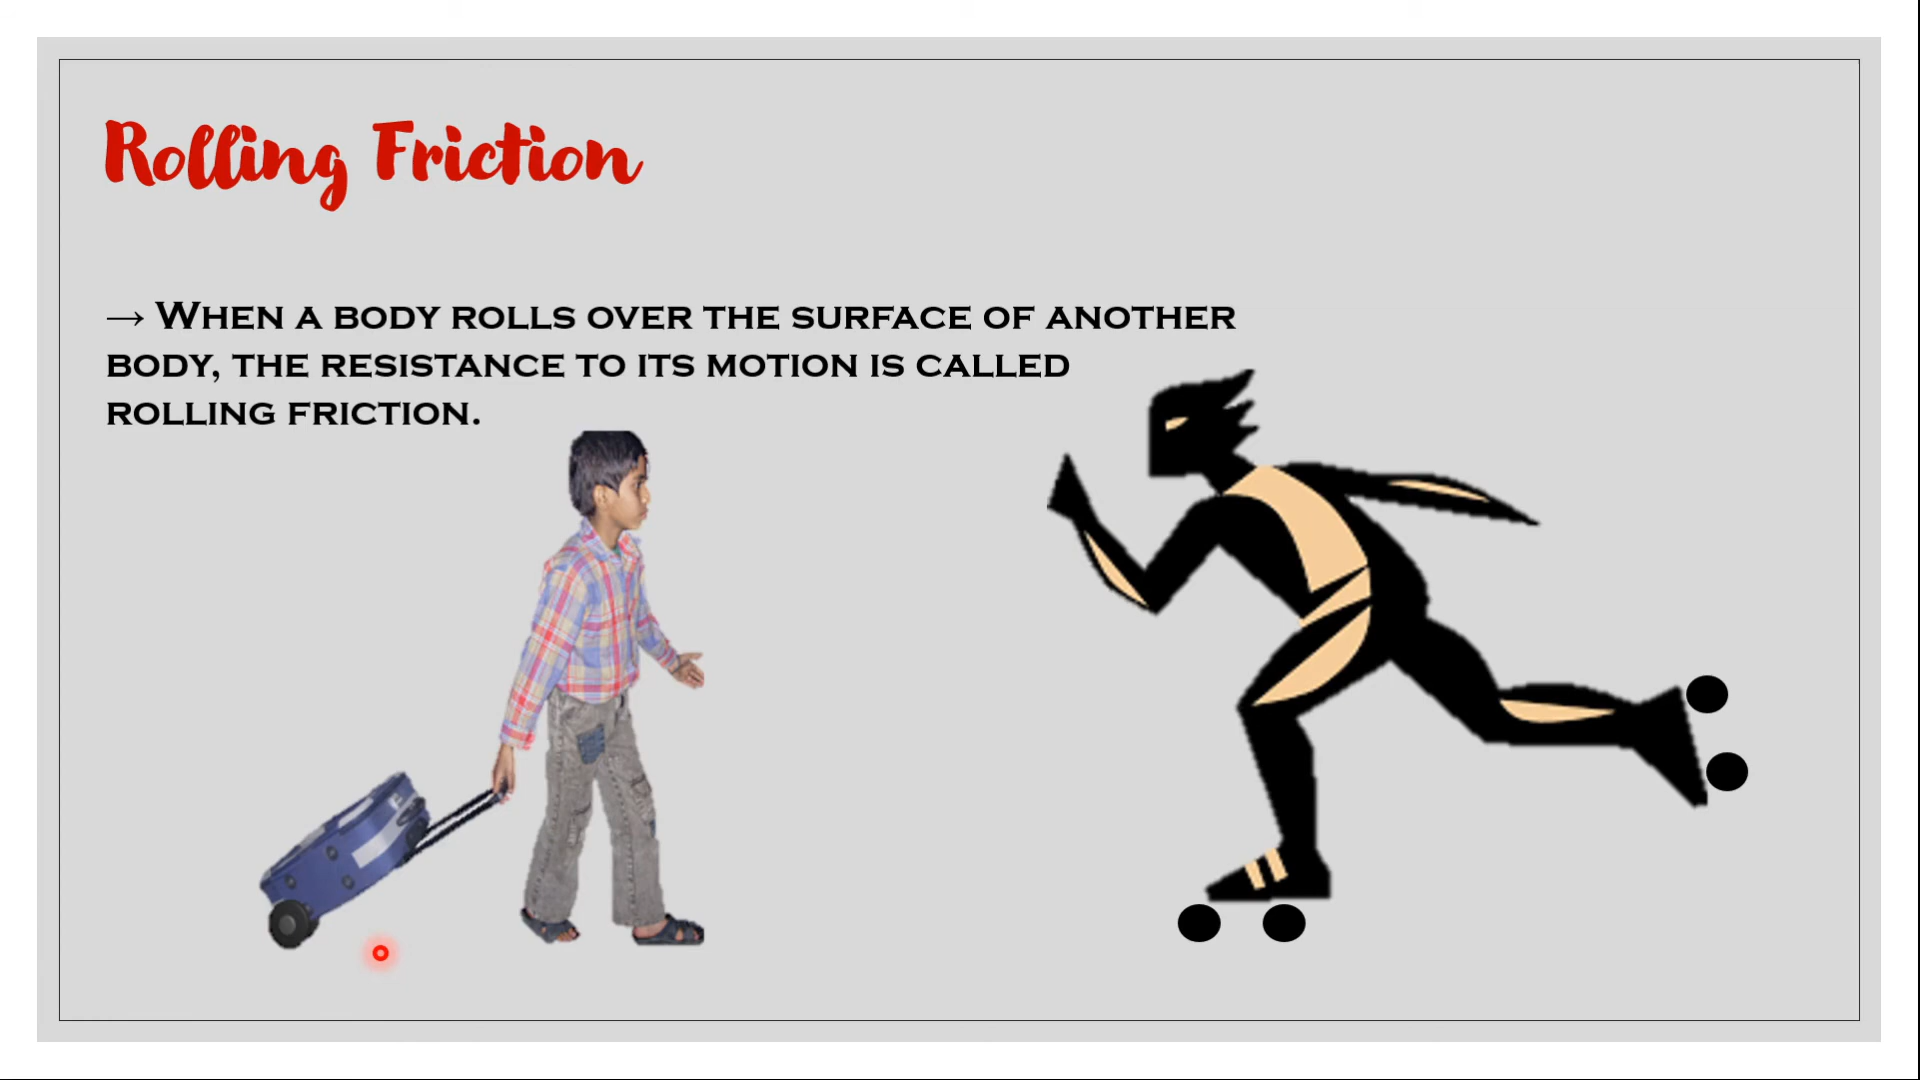 Rolling Friction
→ When a body rolls over the surface of another
body, the resistance to its motion is called
rolling friction.